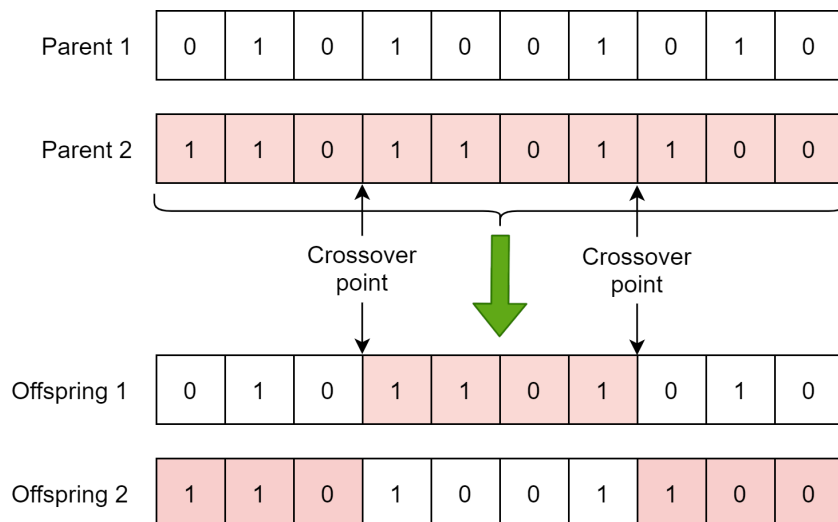 Parent 1 0 1 0 1 0 0 1 0 1 0
Parent 2 1 1 0 1 1 0 1 1 0 0
Crossover point
Crossover point
Offspring 1 0 1 0 1 1 0 1 0 1 0
Offspring 2 1 1 0 1 0 0 1 1 0 0